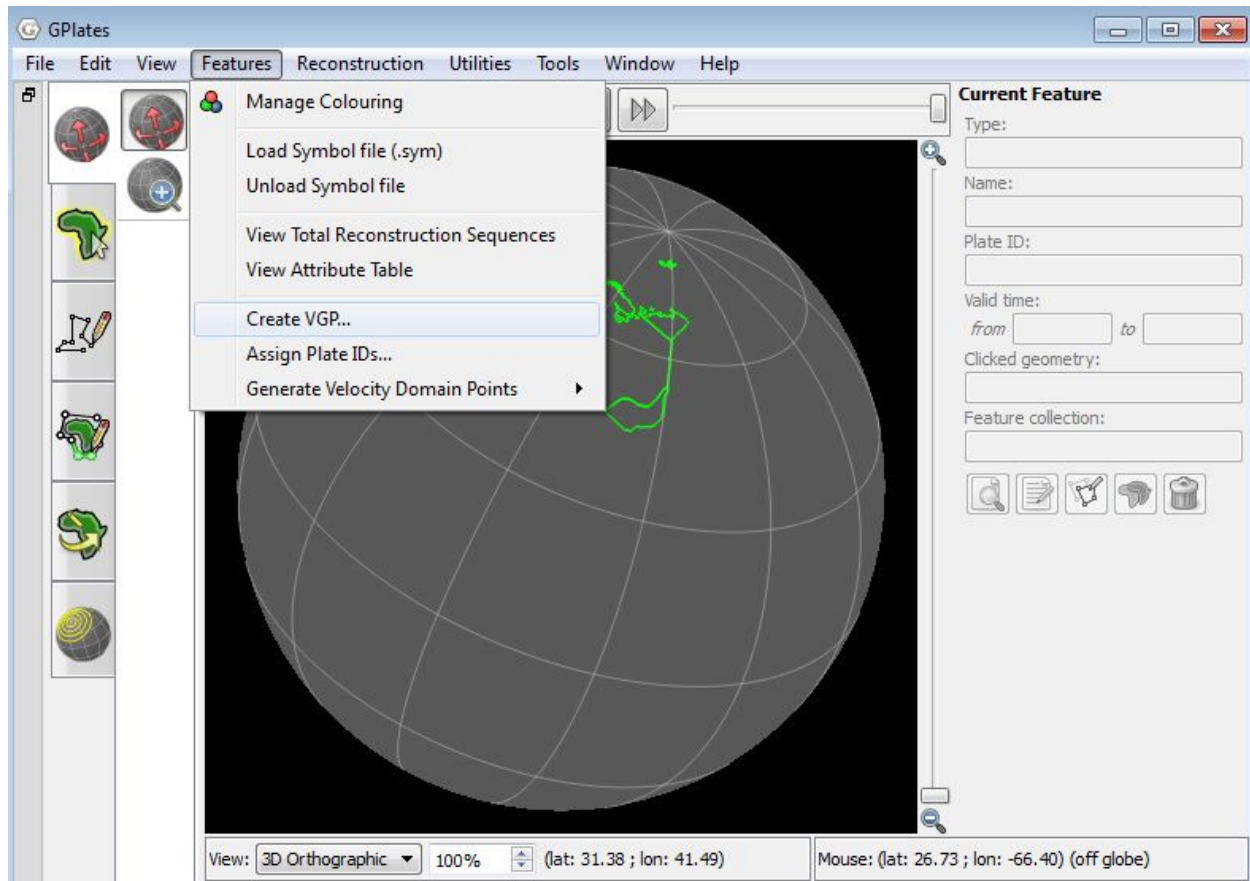 GPlates
File Edit View Features Reconstruction Utilities Tools Window Help
Manage Colouring
Load Symbol file (.sym)
Unload Symbol file
View Total Reconstruction Sequences
View Attribute Table
Create VGP...
Assign Plate IDs...
Generate Velocity Domain Points
Current Feature
Type:
Name:
Plate ID:
Valid time:
from to
Clicked geometry:
Feature collection:
View: 3D Orthographic 100% (lat: 31.38 ; lon: 41.49) Mouse: (lat: 26.73 ; lon: -66.40) (off globe)